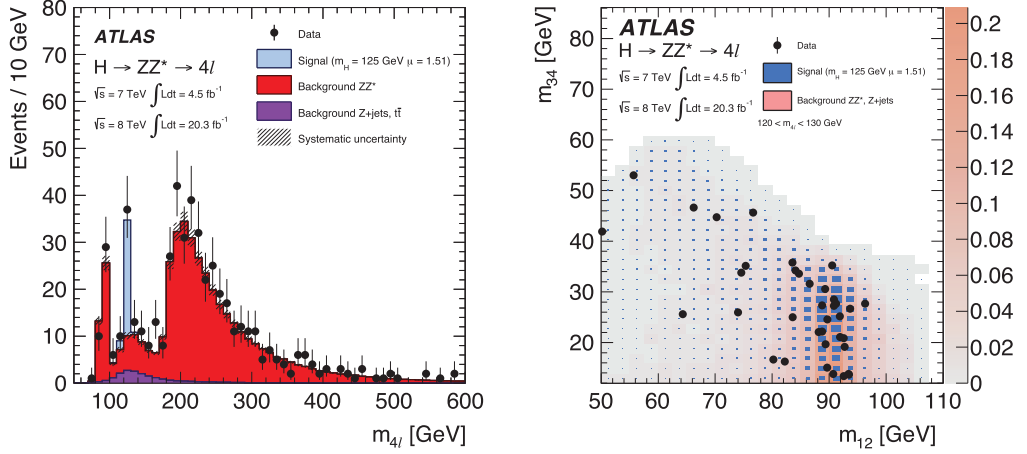 ATLAS
H → ZZ* → 4l
√s = 7 TeV ∫Ldt = 4.5 fb⁻¹
√s = 8 TeV ∫Ldt = 20.3 fb⁻¹
Data
Signal (m_H = 125 GeV μ = 1.51)
Background ZZ*
Background Z+jets, tt̄
Systematic uncertainty
Events / 10 GeV
80
70
60
50
40
30
20
10
0
100 200 300 400 500 600
m_4l [GeV]
ATLAS
H → ZZ* → 4l
√s = 7 TeV ∫Ldt = 4.5 fb⁻¹
√s = 8 TeV ∫Ldt = 20.3 fb⁻¹
Data
Signal (m_H = 125 GeV μ = 1.51)
Background ZZ*, Z+jets
120 < m_4l < 130 GeV
m_34 [GeV]
80
70
60
50
40
30
20
50 60 70 80 90 100 110
m_12 [GeV]
0.2
0.18
0.16
0.14
0.12
0.1
0.08
0.06
0.04
0.02
0